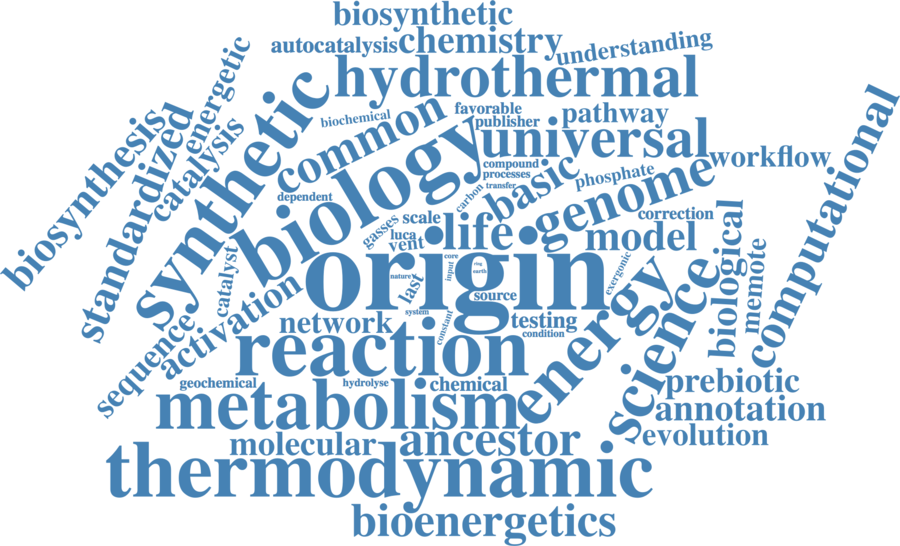 biosynthetic
autocatalysis
chemistry
understanding
hydrothermal
energetic
synthetic
biochemical
common
favorable
publisher
pathway
biosynthesis
standardized
catalysis
biology
universal
workflow
compound
processes
basic
phosphate
computational
dependent
carbon
transfer
genome
correction
gasses
scale
luca
vent
life
model
biological
memote
catalyst
origin
nature's
last
core
input
ring
earth
source
exergonic
energy
science
activation
sequence
network
system
constant
testing
condition
reaction
geochemical
hydrolyse
chemical
prebiotic
metabolism
annotation
molecular
ancestor
evolution
thermodynamic
bioenergetics